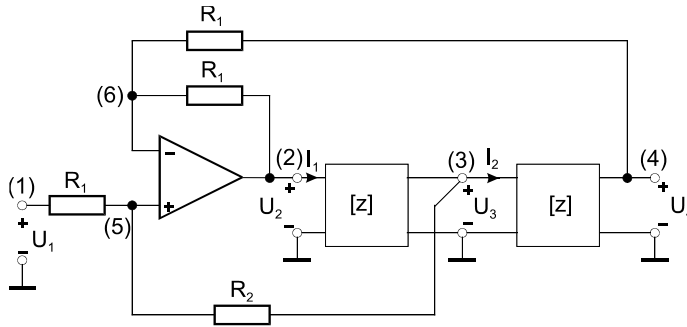 R1
R1
(6)
(2) I1
(3) I2
(4)
(1) R1
-
+
(5)
+
U1
-
+
U2
-
[z]
+
U3
-
[z]
+
U
-
R2